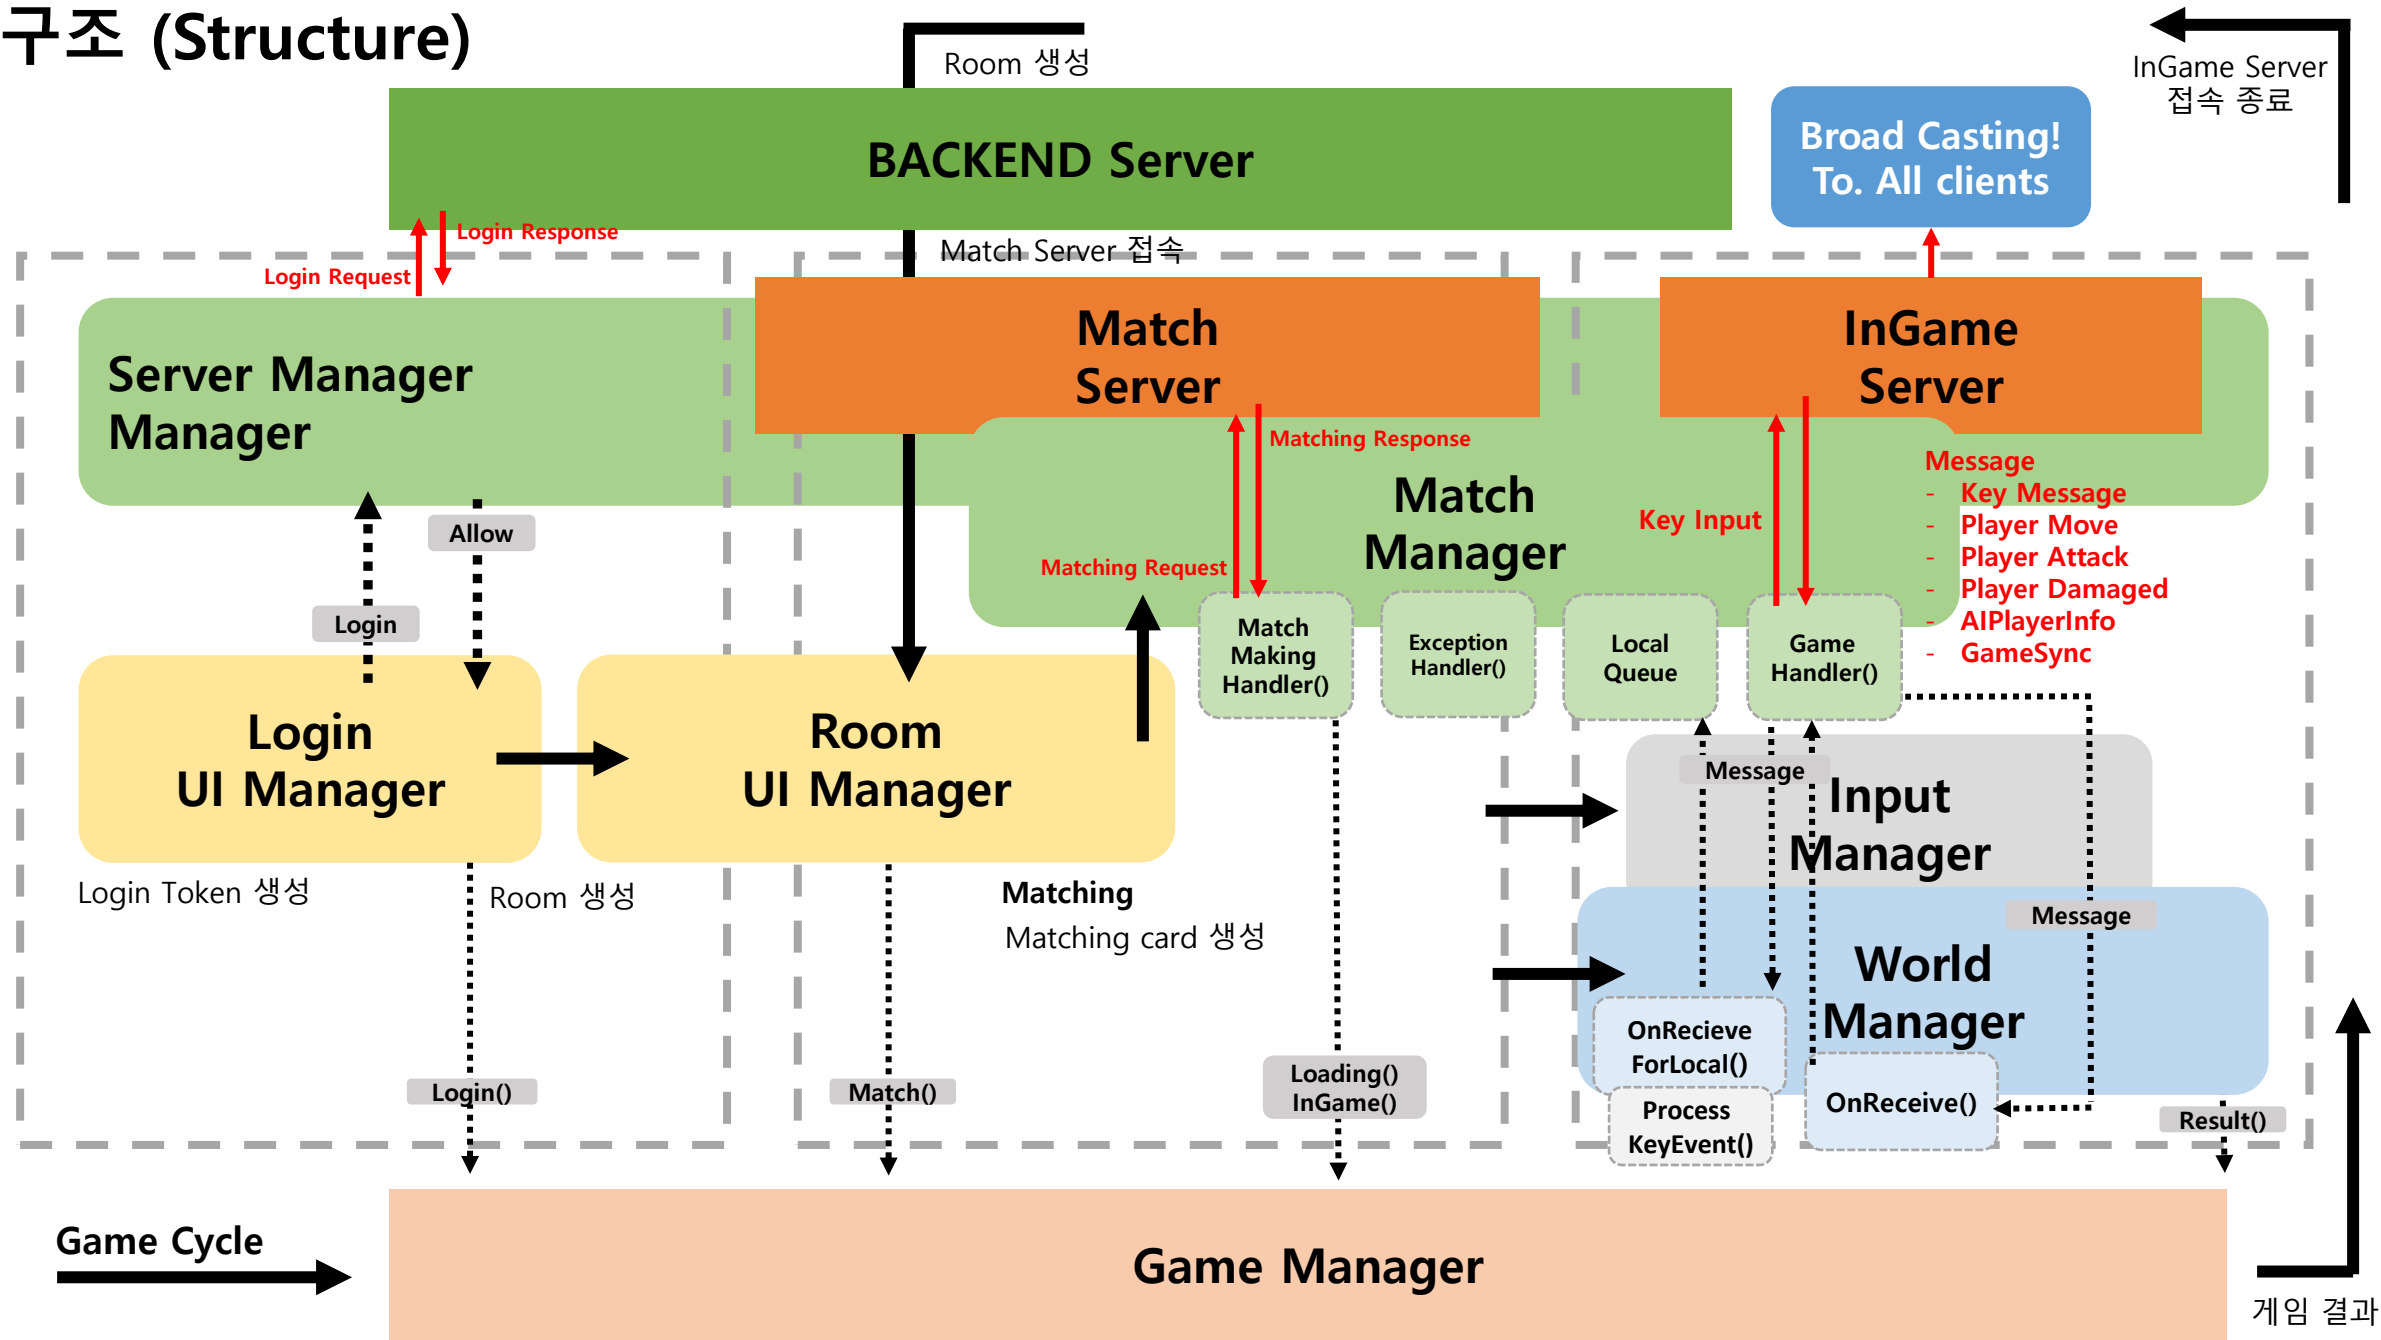 구조 (Structure)
Room 생성
InGame Server
접속 종료
BACKEND Server
Broad Casting!
To. All clients
Login Response
Login Request
Match Server 접속
Server Manager
Manager
Match
Server
InGame
Server
Matching Response
Matching Request
Match
Manager
Key Input
Message
- Key Message
- Player Move
- Player Attack
- Player Damaged
- AIPlayerInfo
- GameSync
Allow
Login
Match
Making
Handler()
Exception
Handler()
Local
Queue
Game
Handler()
Login
UI Manager
Room
UI Manager
Message
Input
Manager
Login Token 생성
Room 생성
Matching
Matching card 생성
Message
World
Manager
OnRecieve
ForLocal()
Process
KeyEvent()
OnReceive()
Login()
Match()
Loading()
InGame()
Result()
Game Cycle
Game Manager
게임 결과